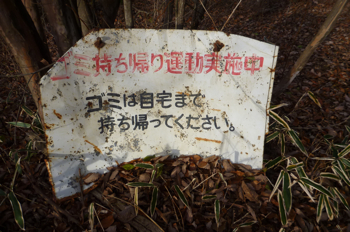 ゴミ持ち帰り運動実施中
ゴミは自宅まで
持ち帰ってください。